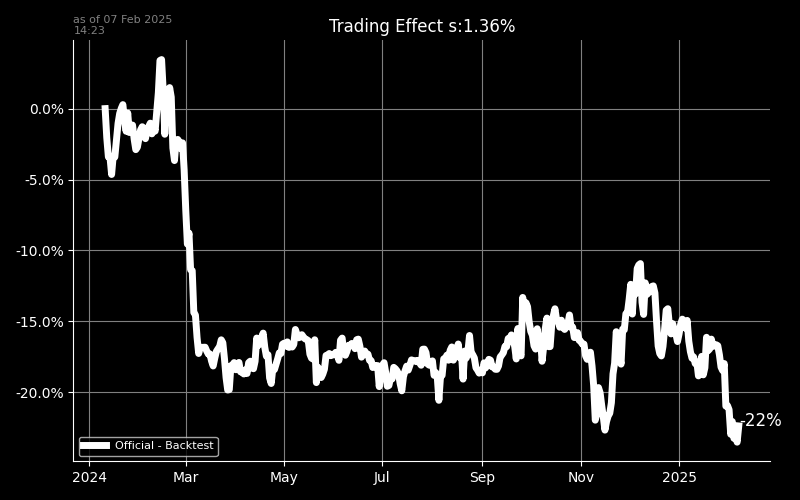 as of 07 Feb 2025
14:23
Trading Effect s:1.36%
0.0%
-5.0%
-10.0%
-15.0%
-20.0%
-22%
Official - Backtest
2024 Mar May Jul Sep Nov 2025